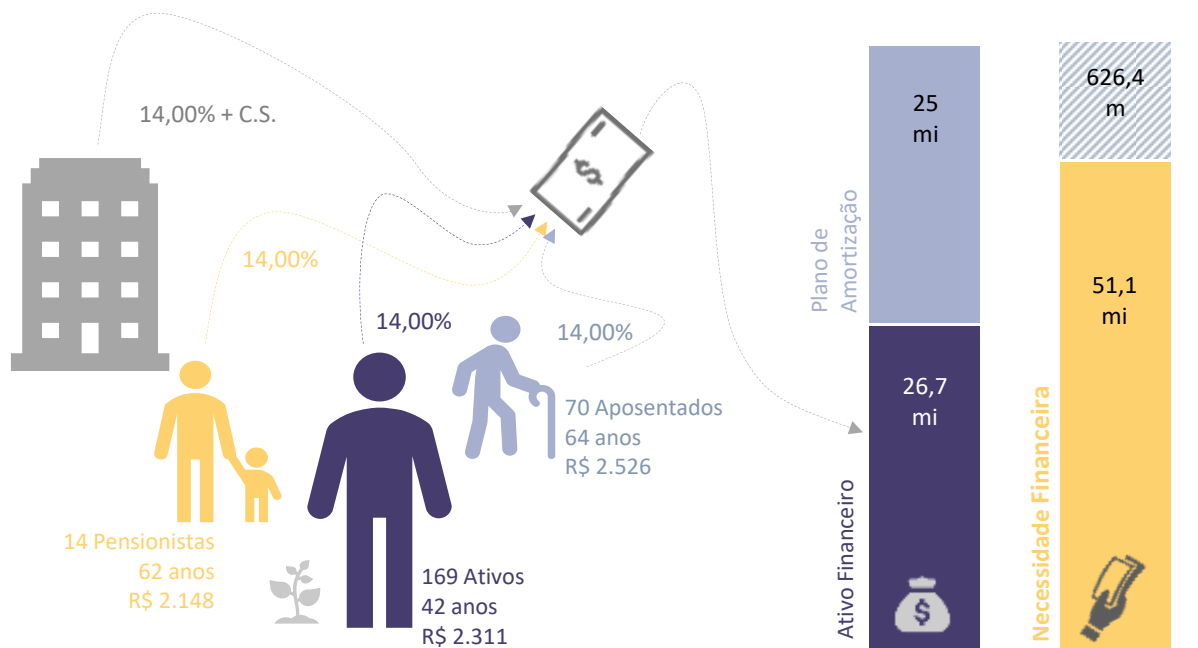 14,00% + C.S.
14,00%
14,00%
14,00%
14 Pensionistas
62 anos
R$ 2.148
169 Ativos
42 anos
R$ 2.311
70 Aposentados
64 anos
R$ 2.526
$
Plano de
Amortização
25
mi
Ativo Financeiro
26,7
mi
$
Necessidade Financeira
626,4
m
51,1
mi